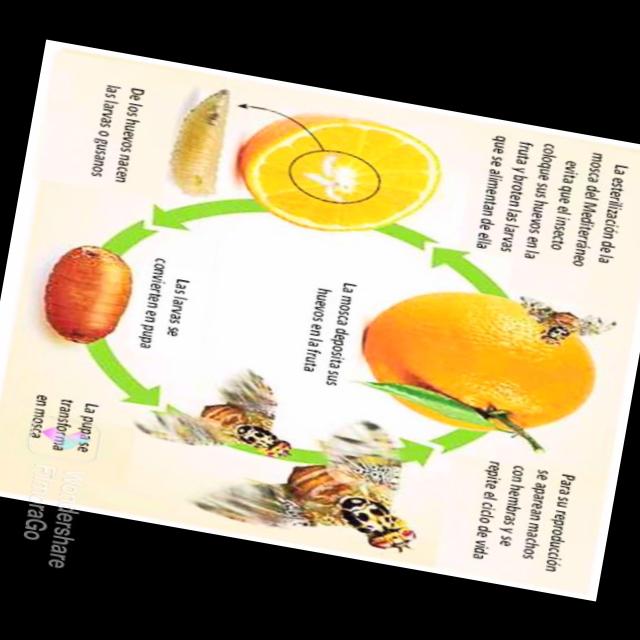 La esterilización de la
mosca del Mediterráneo
evita que el insecto
coloque sus huevos en la
fruta y broten las larvas
que se alimentan de ella
Para su reproducción
se aparean machos
con hembras y se
repite el ciclo de vida
La mosca deposita sus
huevos en la fruta
De los huevos nacen
las larvas o gusanos
Las larvas se
convierten en pupa
La pupa se
transforma
en mosca
Wondershare
FilmoraGo